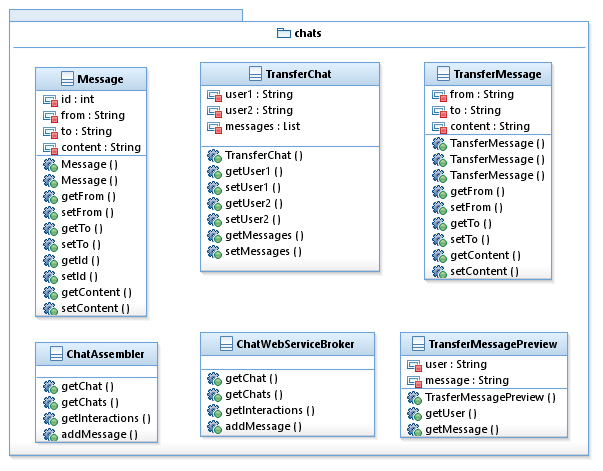 chats
Message
id : int
from : String
to : String
content : String
Message ( )
Message ( )
getFrom ( )
setFrom ( )
getTo ( )
setTo ( )
getId ( )
setId ( )
getContent ( )
setContent ( )
TransferChat
user1 : String
user2 : String
messages : List
TransferChat ( )
getUser1 ( )
setUser1 ( )
getUser2 ( )
setUser2 ( )
getMessages ( )
setMessages ( )
TransferMessage
from : String
to : String
content : String
TansferMessage ( )
TansferMessage ( )
TansferMessage ( )
getFrom ( )
setFrom ( )
getTo ( )
setTo ( )
getContent ( )
setContent ( )
ChatAssembler
getChat ( )
getChats ( )
getInteractions ( )
addMessage ( )
ChatWebServiceBroker
getChat ( )
getChats ( )
getInteractions ( )
addMessage ( )
TransferMessagePreview
user : String
message : String
TrasferMessagePreview ( )
getUser ( )
getMessage ( )